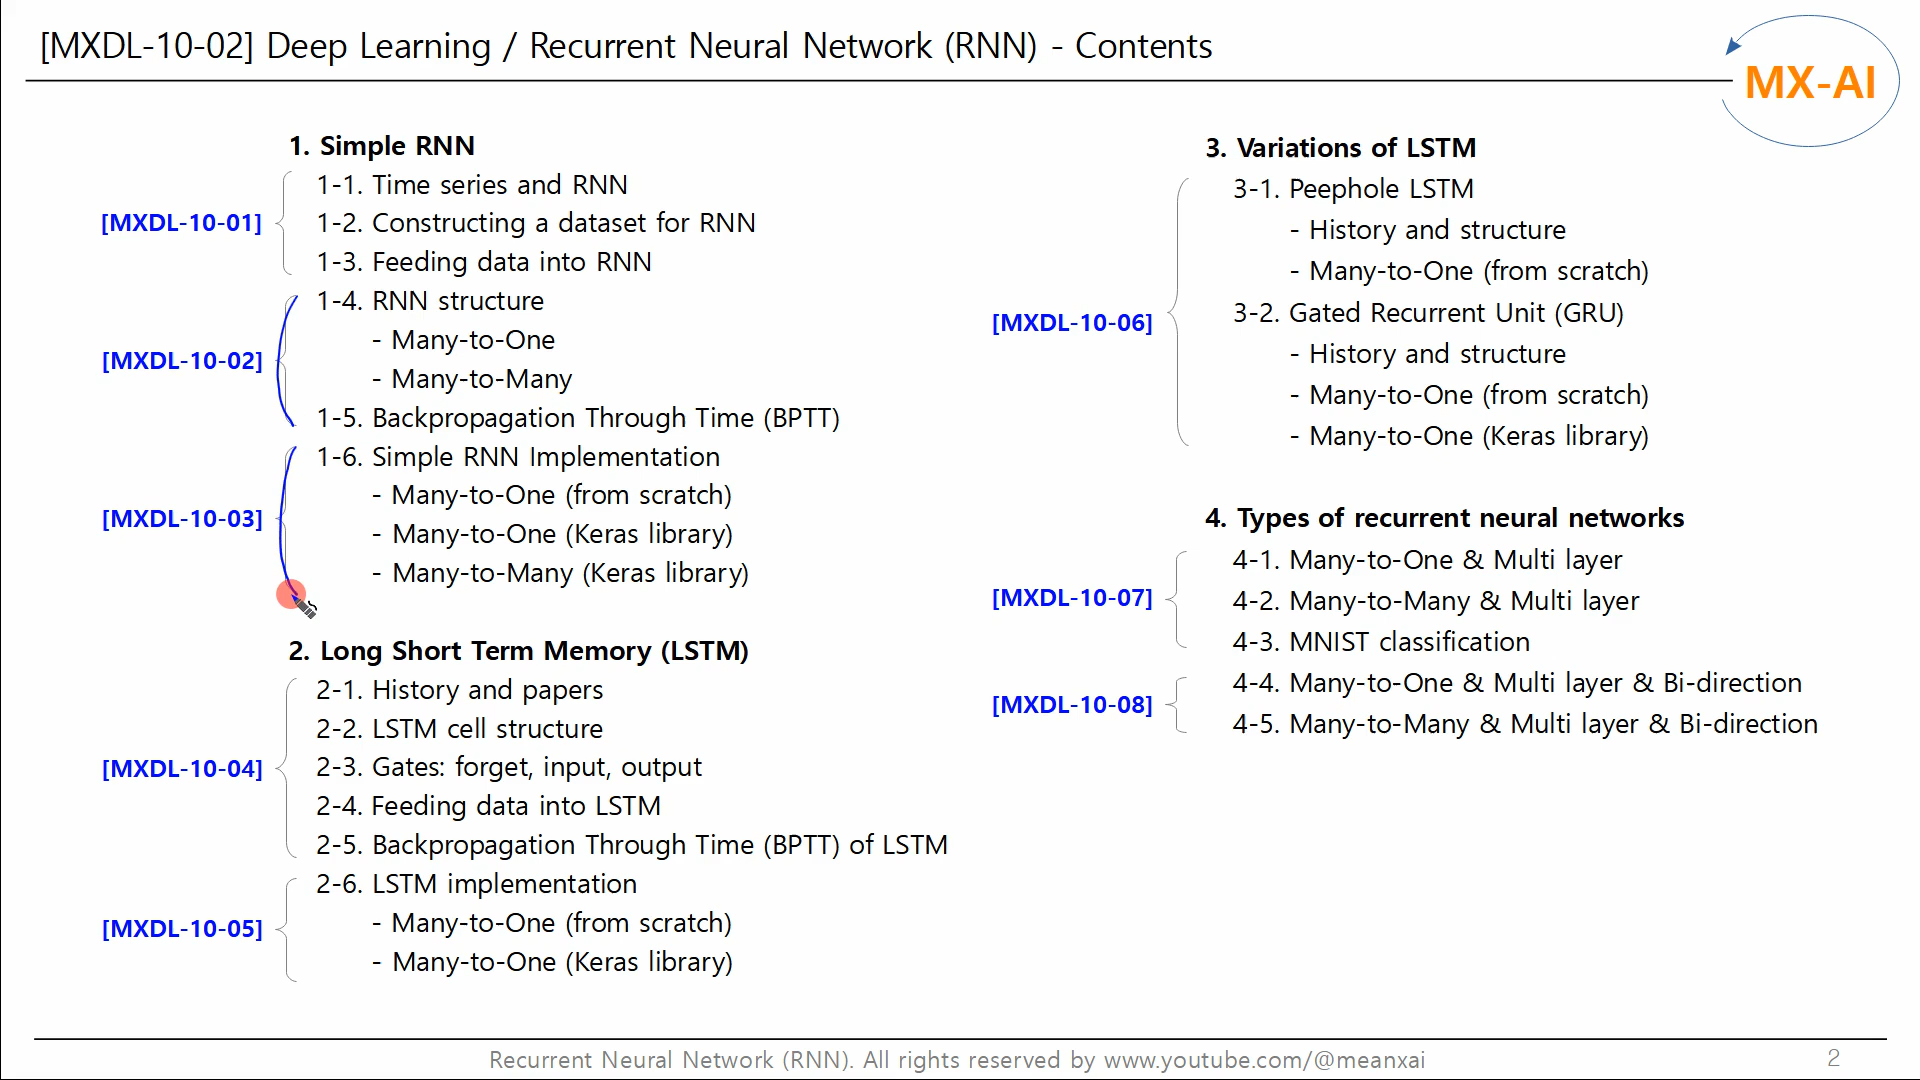 [MXDL-10-02] Deep Learning / Recurrent Neural Network (RNN) - Contents
MX-AI
1. Simple RNN
[MXDL-10-01]
1-1. Time series and RNN
1-2. Constructing a dataset for RNN
1-3. Feeding data into RNN
[MXDL-10-02]
1-4. RNN structure
- Many-to-One
- Many-to-Many
1-5. Backpropagation Through Time (BPTT)
[MXDL-10-03]
1-6. Simple RNN Implementation
- Many-to-One (from scratch)
- Many-to-One (Keras library)
- Many-to-Many (Keras library)
2. Long Short Term Memory (LSTM)
[MXDL-10-04]
2-1. History and papers
2-2. LSTM cell structure
2-3. Gates: forget, input, output
2-4. Feeding data into LSTM
2-5. Backpropagation Through Time (BPTT) of LSTM
[MXDL-10-05]
2-6. LSTM implementation
- Many-to-One (from scratch)
- Many-to-One (Keras library)
3. Variations of LSTM
[MXDL-10-06]
3-1. Peephole LSTM
- History and structure
- Many-to-One (from scratch)
3-2. Gated Recurrent Unit (GRU)
- History and structure
- Many-to-One (from scratch)
- Many-to-One (Keras library)
4. Types of recurrent neural networks
[MXDL-10-07]
4-1. Many-to-One & Multi layer
4-2. Many-to-Many & Multi layer
4-3. MNIST classification
[MXDL-10-08]
4-4. Many-to-One & Multi layer & Bi-direction
4-5. Many-to-Many & Multi layer & Bi-direction
Recurrent Neural Network (RNN). All rights reserved by www.youtube.com/@meanxai
2